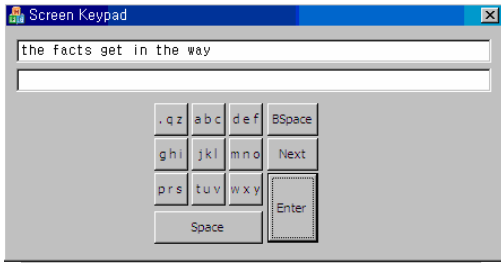 Screen Keypad
the facts get in the way
.qz abc def BSpace
ghi jkl mno Next
prs tuv wxy Enter
Space